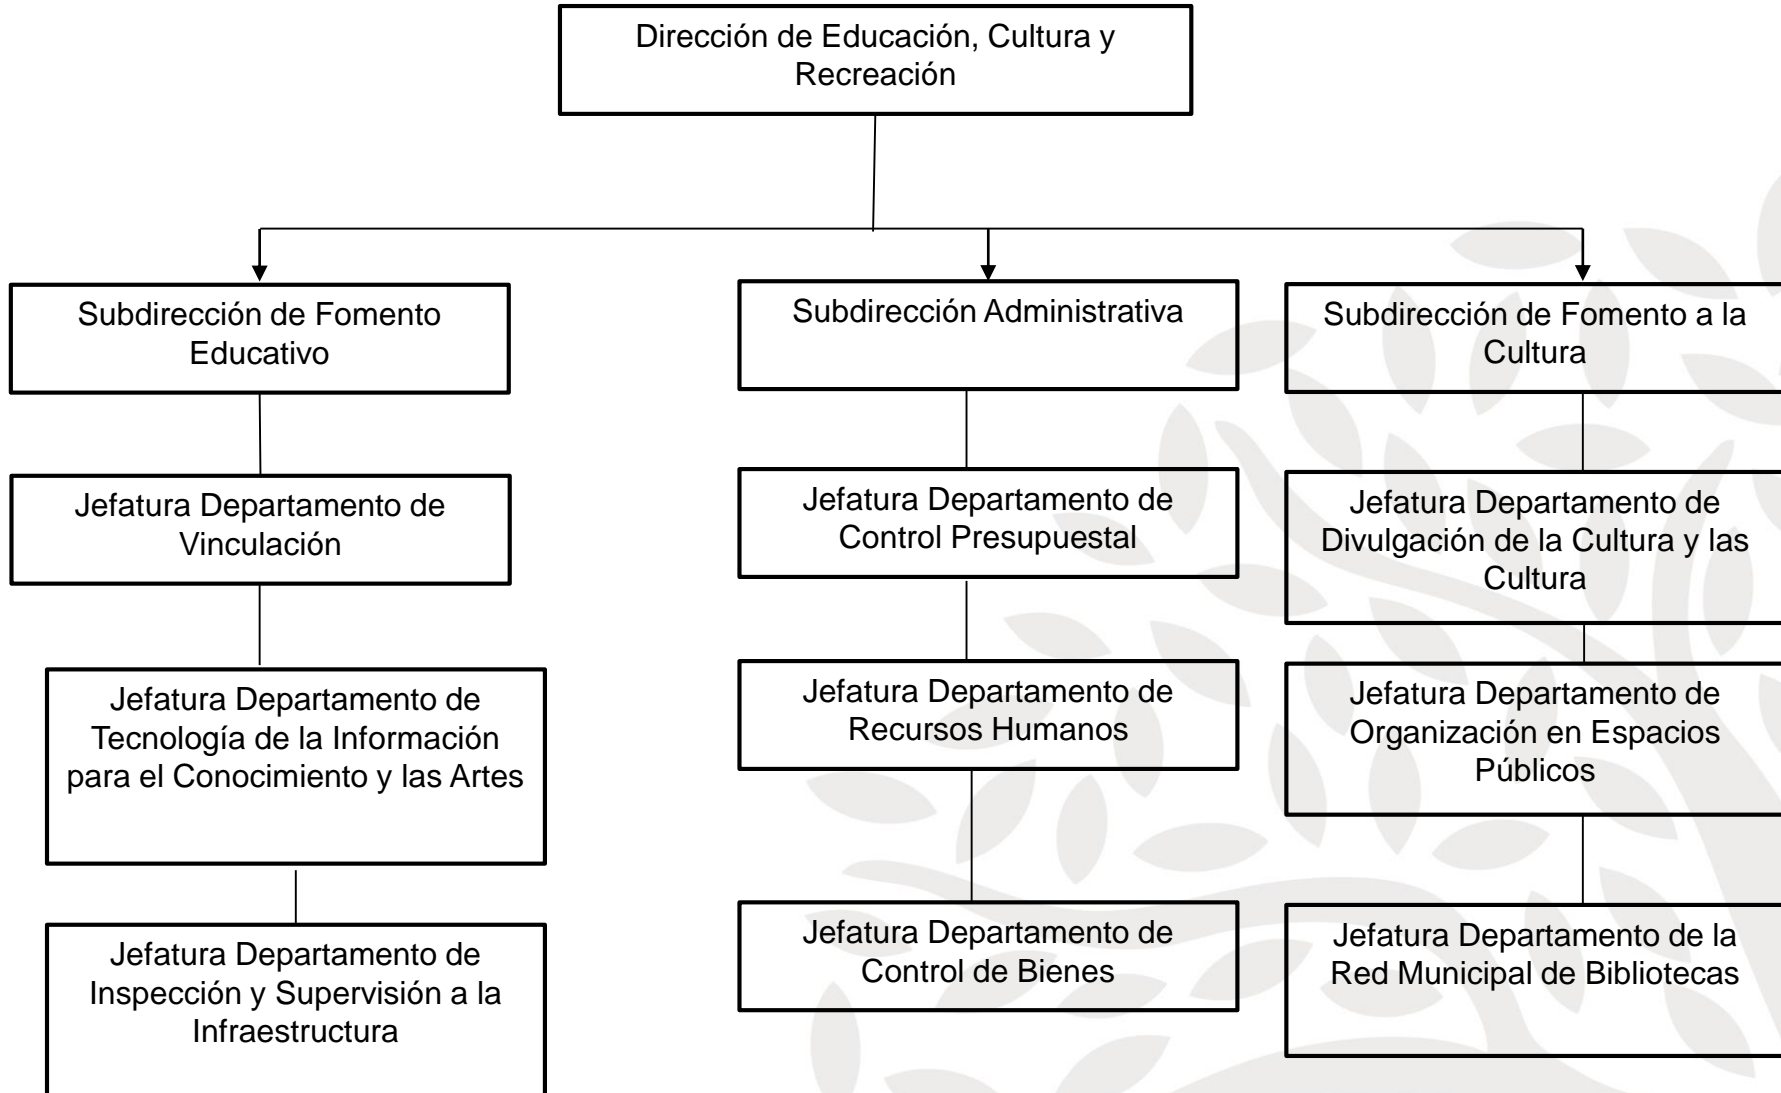 Dirección de Educación, Cultura y
Recreación
Subdirección de Fomento
Educativo
Subdirección Administrativa
Subdirección de Fomento a la
Cultura
Jefatura Departamento de
Vinculación
Jefatura Departamento de
Control Presupuestal
Jefatura Departamento de
Divulgación de la Cultura y las
Cultura
Jefatura Departamento de
Tecnología de la Información
para el Conocimiento y las Artes
Jefatura Departamento de
Recursos Humanos
Jefatura Departamento de
Organización en Espacios
Públicos
Jefatura Departamento de
Inspección y Supervisión a la
Infraestructura
Jefatura Departamento de
Control de Bienes
Jefatura Departamento de la
Red Municipal de Bibliotecas